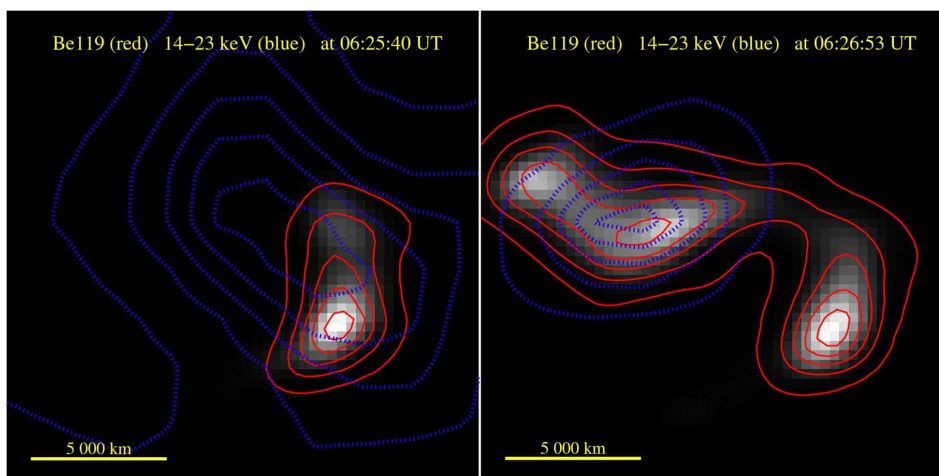 Be119 (red) 14−23 keV (blue) at 06:25:40 UT
Be119 (red) 14−23 keV (blue) at 06:26:53 UT
5 000 km
5 000 km